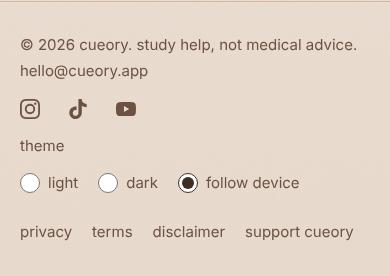 © 2026 cueory. study help, not medical advice.
hello@cueory.app
theme
light dark follow device
privacy terms disclaimer support cueory